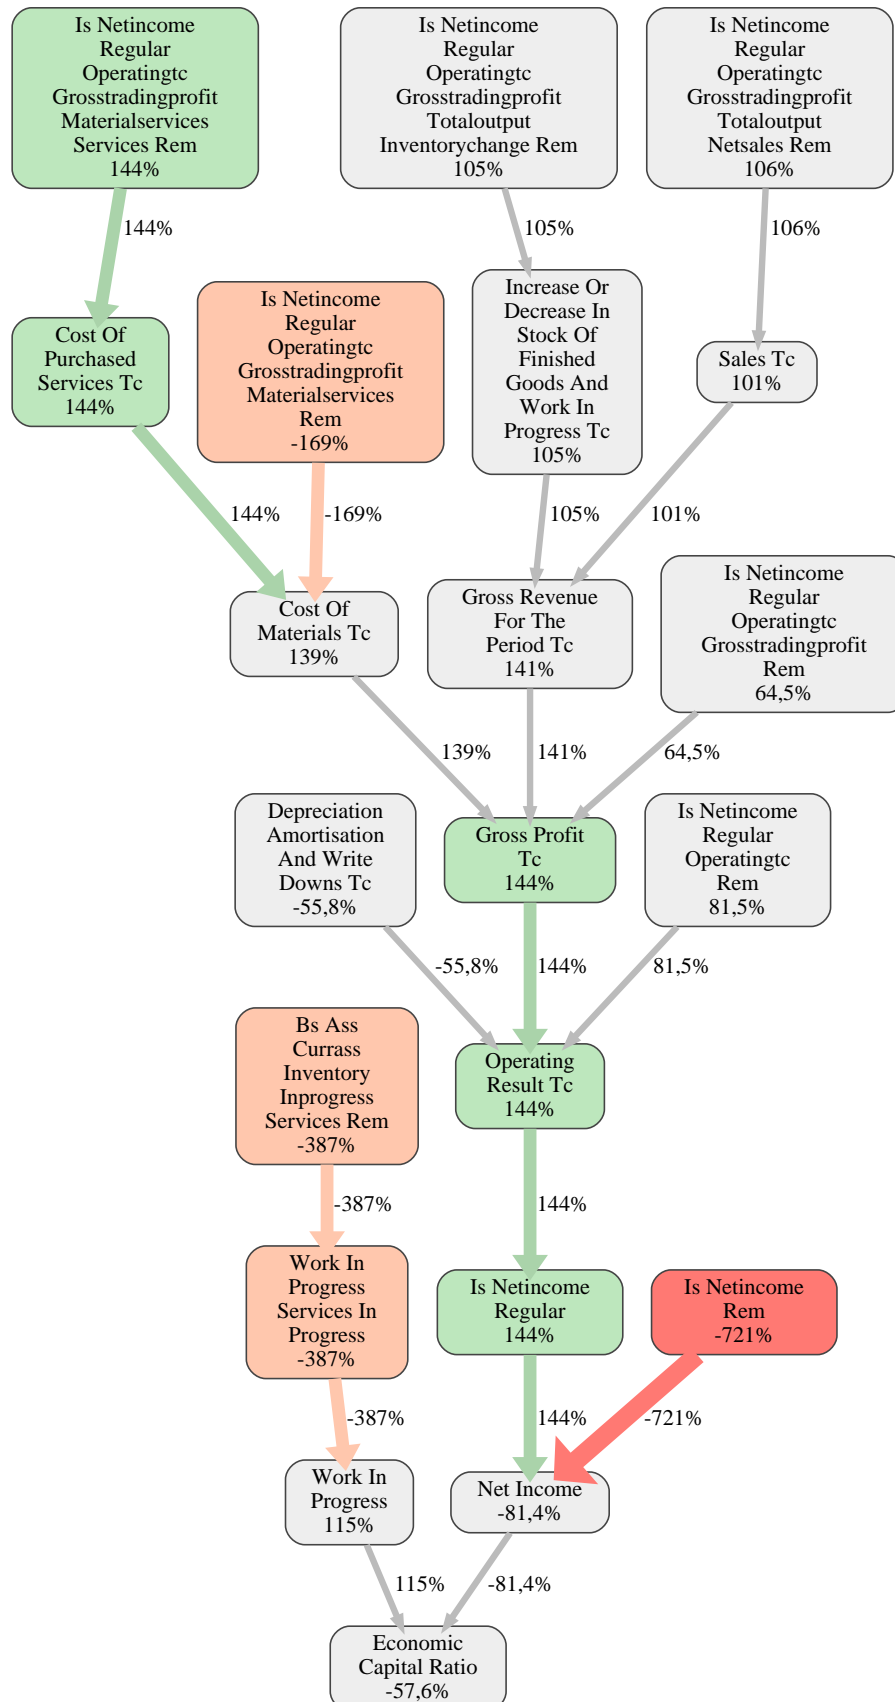 Is Netincome
Regular
Operatingtc
Grosstradingprofit
Materialservices
Services Rem
144%
Is Netincome
Regular
Operatingtc
Grosstradingprofit
Totaloutput
Inventorychange Rem
105%
Is Netincome
Regular
Operatingtc
Grosstradingprofit
Totaloutput
Netsales Rem
106%
144%
105%
106%
Cost Of
Purchased
Services Tc
144%
Is Netincome
Regular
Operatingtc
Grosstradingprofit
Materialservices
Rem
-169%
Increase Or
Decrease In
Stock Of
Finished
Goods And
Work In
Progress Tc
105%
Sales Tc
101%
144%
-169%
105%
101%
Cost Of
Materials Tc
139%
Gross Revenue
For The
Period Tc
141%
Is Netincome
Regular
Operatingtc
Grosstradingprofit
Rem
64,5%
139%
141%
64,5%
Depreciation
Amortisation
And Write
Downs Tc
-55,8%
Gross Profit
Tc
144%
Is Netincome
Regular
Operatingtc
Rem
81,5%
-55,8%
144%
81,5%
Bs Ass
Currass
Inventory
Inprogress
Services Rem
-387%
Operating
Result Tc
144%
-387%
144%
Work In
Progress
Services In
Progress
-387%
Is Netincome
Regular
144%
Is Netincome
Rem
-721%
-387%
144%
-721%
Work In
Progress
115%
Net Income
-81,4%
115%
-81,4%
Economic
Capital Ratio
-57,6%